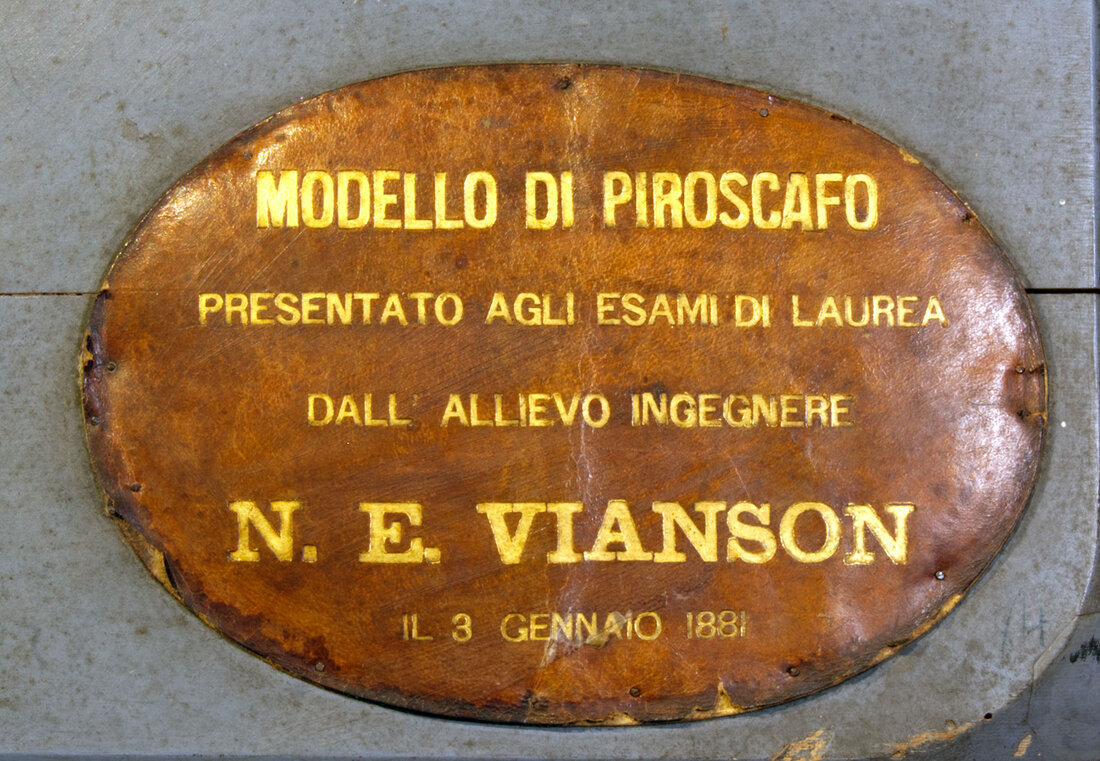 MODELLO DI PIROSCAFO
PRESENTATO AGLI ESAMI DI LAUREA
DALL' ALLIEVO INGEGNERE
N. E. VIANSON
IL 3 GENNAIO 1881